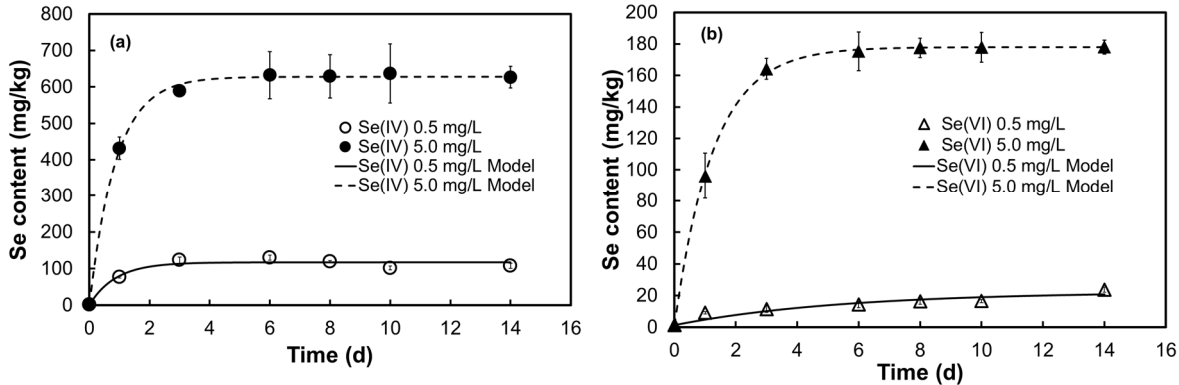 800
700
600
500
400
300
200
100
0
Se content (mg/kg)
(a)
Se(IV) 0.5 mg/L
Se(IV) 5.0 mg/L
Se(IV) 0.5 mg/L Model
Se(IV) 5.0 mg/L Model
0 2 4 6 8 10 12 14 16
Time (d)
200
180
160
140
120
100
80
60
40
20
0
Se content (mg/kg)
(b)
Se(VI) 0.5 mg/L
Se(VI) 5.0 mg/L
Se(VI) 0.5 mg/L Model
Se(VI) 5.0 mg/L Model
0 2 4 6 8 10 12 14 16
Time (d)